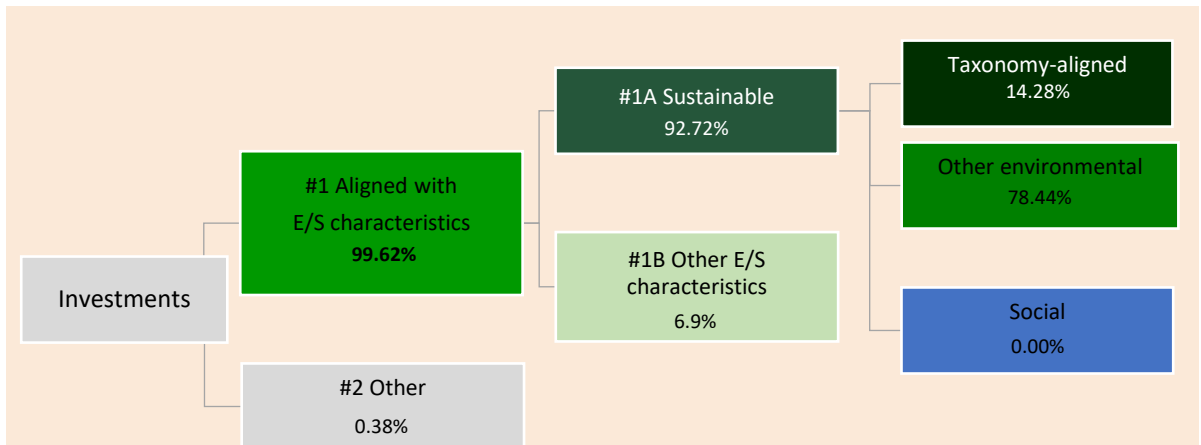 Investments
#1 Aligned with
E/S characteristics
99.62%
#2 Other
0.38%
#1A Sustainable
92.72%
#1B Other E/S
characteristics
6.9%
Taxonomy-aligned
14.28%
Other environmental
78.44%
Social
0.00%